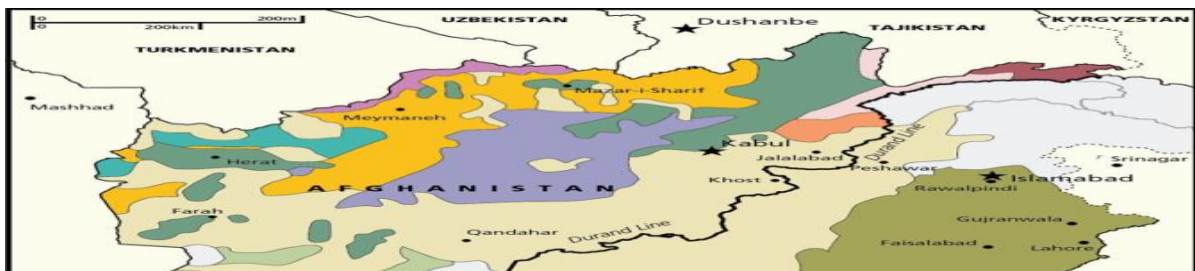 0 200m
0 200km
UZBEKISTAN
Dushanbe
TAJIKISTAN
KYRGYZSTAN
TURKMENISTAN
Mashhad
Mazar-i-Sharif
Meymaneh
Herat
Kabul
Jalalabad
Durand Line
Peshawar
Srinagar
Khost
Islamabad
Rawalpindi
AFGHANISTAN
Farah
Qandahar
Durand Line
Gujranwala
Faisalabad
Lahore